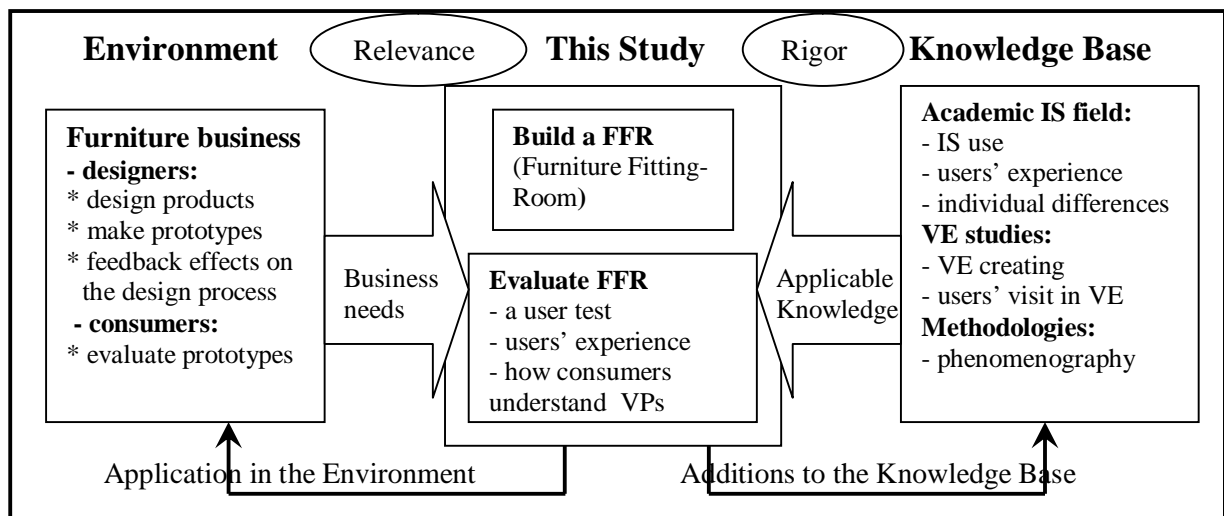 Environment
Relevance
This Study
Rigor
Knowledge Base
Furniture business
- designers:
* design products
* make prototypes
* feedback effects on
the design process
- consumers:
* evaluate prototypes
Business
needs
Build a FFR
(Furniture Fitting-
Room)
Evaluate FFR
- a user test
- users’ experience
- how consumers
understand VPs
Applicable
Knowledge
Academic IS field:
- IS use
- users’ experience
- individual differences
VE studies:
- VE creating
- users’ visit in VE
Methodologies:
- phenomenography
Application in the Environment
Additions to the Knowledge Base